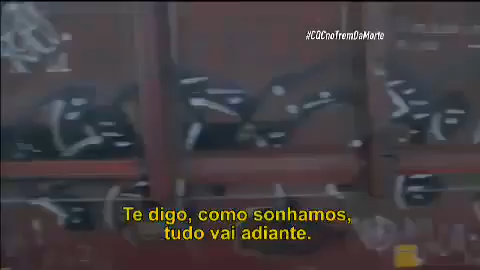 #CQCnoTremDaMorte
Te digo, como sonhamos,
tudo vai adiante.